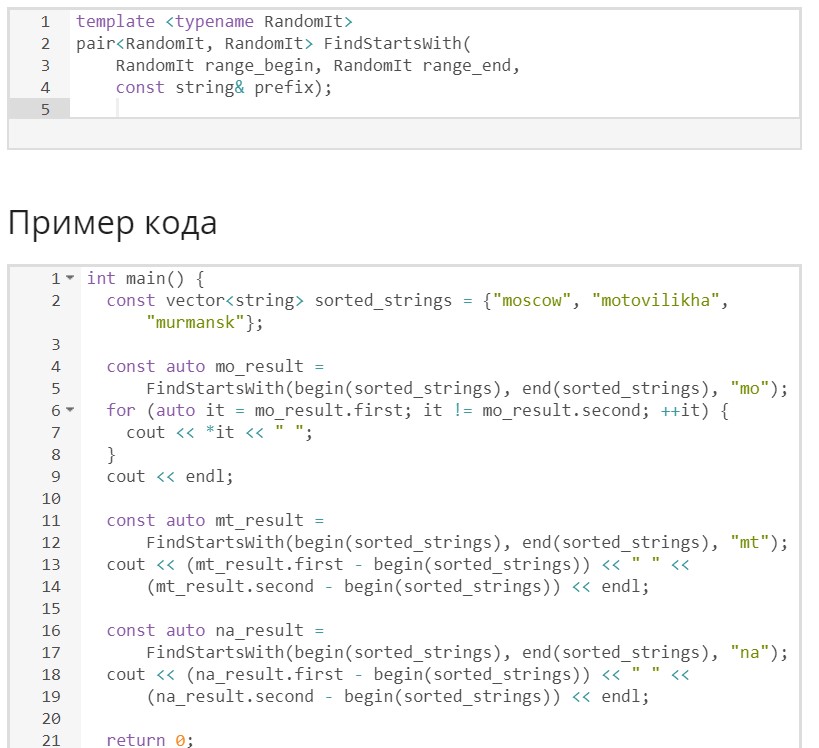 1 template <typename RandomIt>
2 pair<RandomIt, RandomIt> FindStartsWith(
3     RandomIt range_begin, RandomIt range_end,
4     const string& prefix);
5
Пример кода
1 int main() {
2   const vector<string> sorted_strings = {"moscow", "motovilikha",
      "murmansk"};
3
4   const auto mo_result =
5       FindStartsWith(begin(sorted_strings), end(sorted_strings), "mo");
6   for (auto it = mo_result.first; it != mo_result.second; ++it) {
7     cout << *it << " ";
8   }
9   cout << endl;
10
11   const auto mt_result =
12       FindStartsWith(begin(sorted_strings), end(sorted_strings), "mt");
13   cout << (mt_result.first - begin(sorted_strings)) << " " <<
14       (mt_result.second - begin(sorted_strings)) << endl;
15
16   const auto na_result =
17       FindStartsWith(begin(sorted_strings), end(sorted_strings), "na");
18   cout << (na_result.first - begin(sorted_strings)) << " " <<
19       (na_result.second - begin(sorted_strings)) << endl;
20
21   return 0;